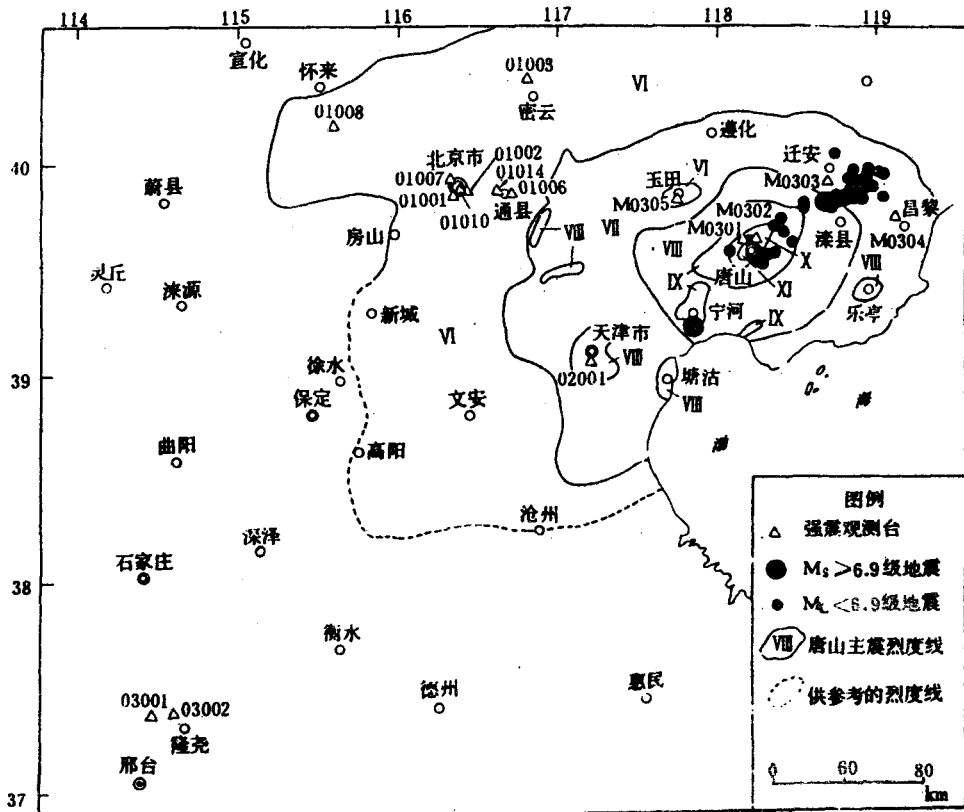 114 115 116 117 118 119
宣化
怀来
01008
01003
密云
Ⅵ
遵化
40
蔚县
北京市
01002
01007
01014
01006
01001
01010
通县
房山
玉田
Ⅵ
M0305
迁安
M0303
M0302
M0301
昌黎
M0304
滦县
Ⅷ
Ⅶ
Ⅷ
Ⅷ
Ⅹ
Ⅸ
唐山
Ⅺ
Ⅷ
乐亭
灵丘
涞源
新城
Ⅵ
宁河
Ⅸ
天津市
Ⅷ
02001
39
徐水
保定
文安
塘沽
Ⅷ
渤
海
曲阳
高阳
沧州
深泽
石家庄
38
衡水
德州
惠民
03001
03002
隆尧
邢台
37
图例
强震观测台
Ms>6.9级地震
ML<6.9级地震
Ⅷ 唐山主震烈度线
供参考的烈度线
0 60 80
km